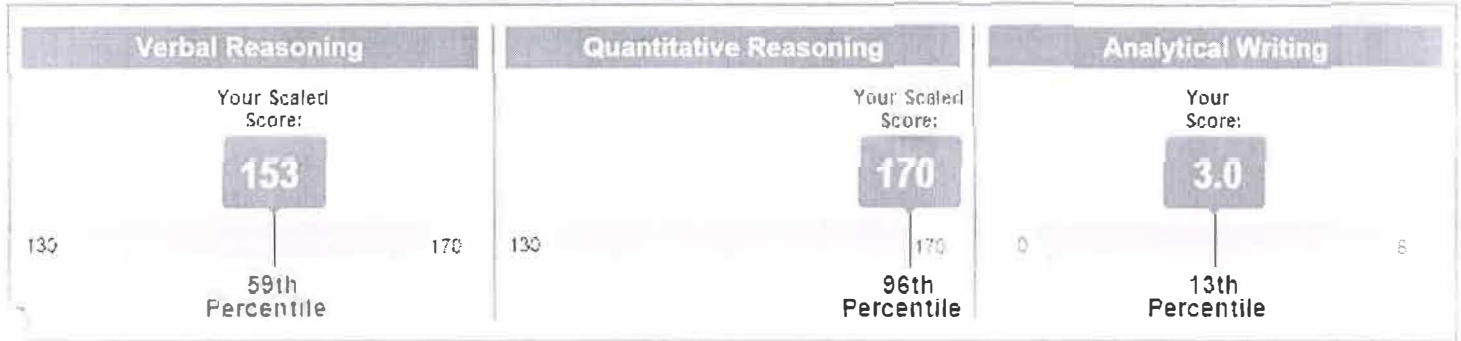 Verbal Reasoning
Your Scaled
Score:
153
130
170
59th
Percentile
Quantitative Reasoning
Your Scaled
Score:
170
130
170
96th
Percentile
Analytical Writing
Your
Score:
3.0
0
6
13th
Percentile